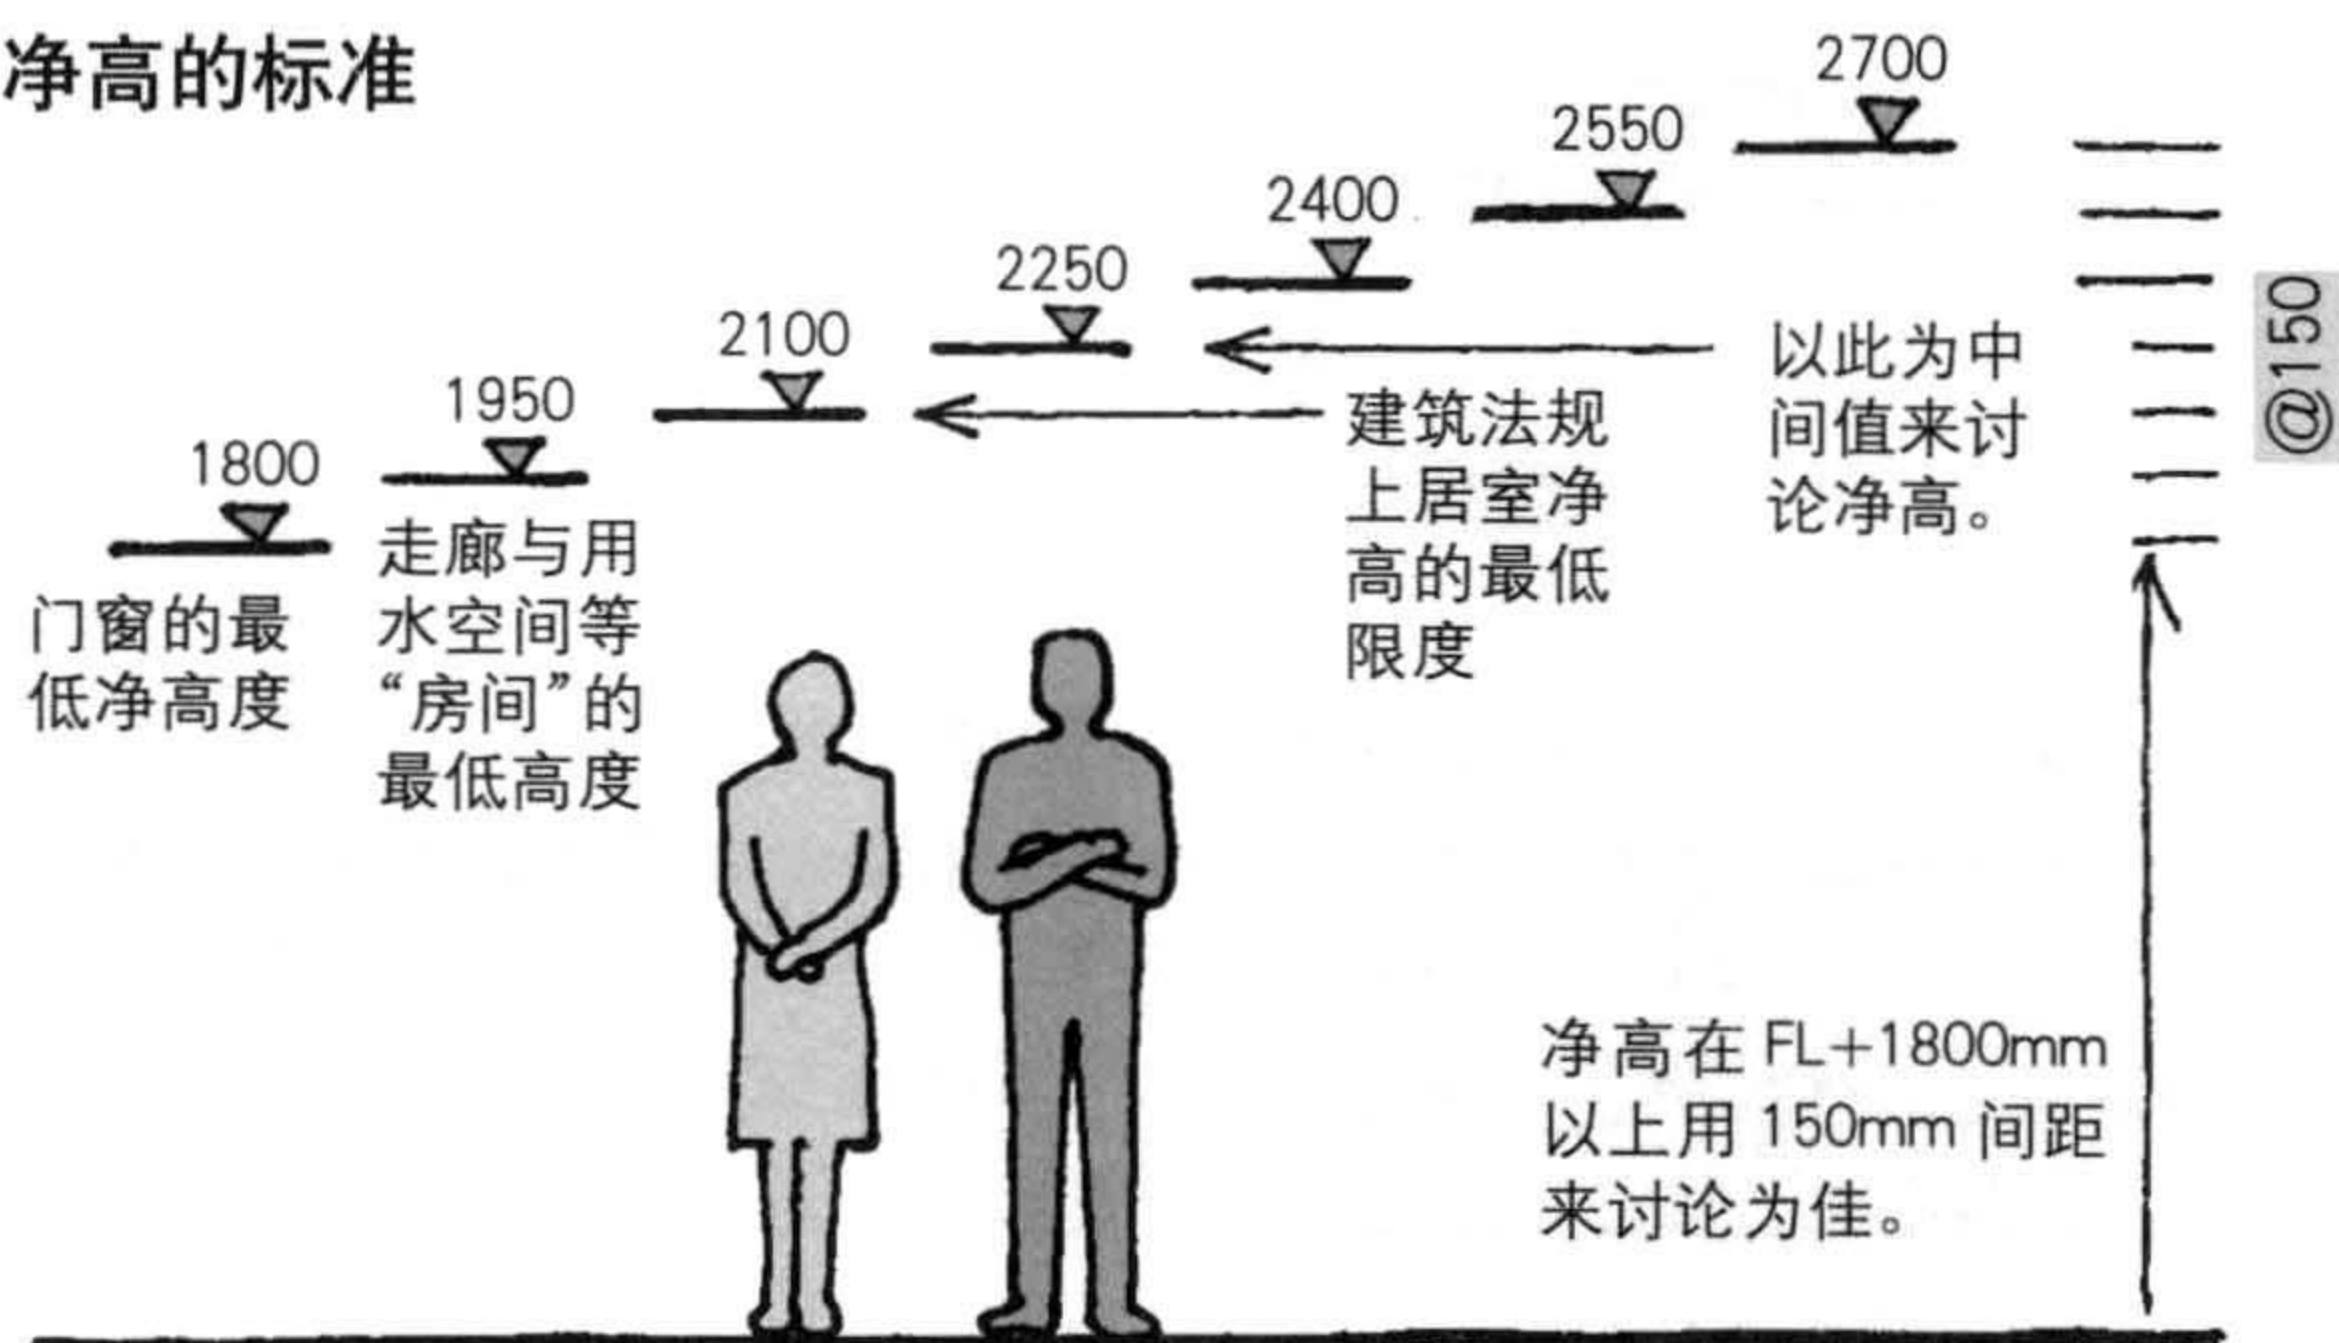 净高的标准
2700
2550
2400
2250
2100
1950
1800
门窗的最
低净高度
走廊与用
水空间等
“房间”的
最低高度
建筑法规
上居室净
高的最低
限度
以此为中
间值来讨
论净高。
@150
净高在 FL+1800mm
以上用 150mm 间距
来讨论为佳。